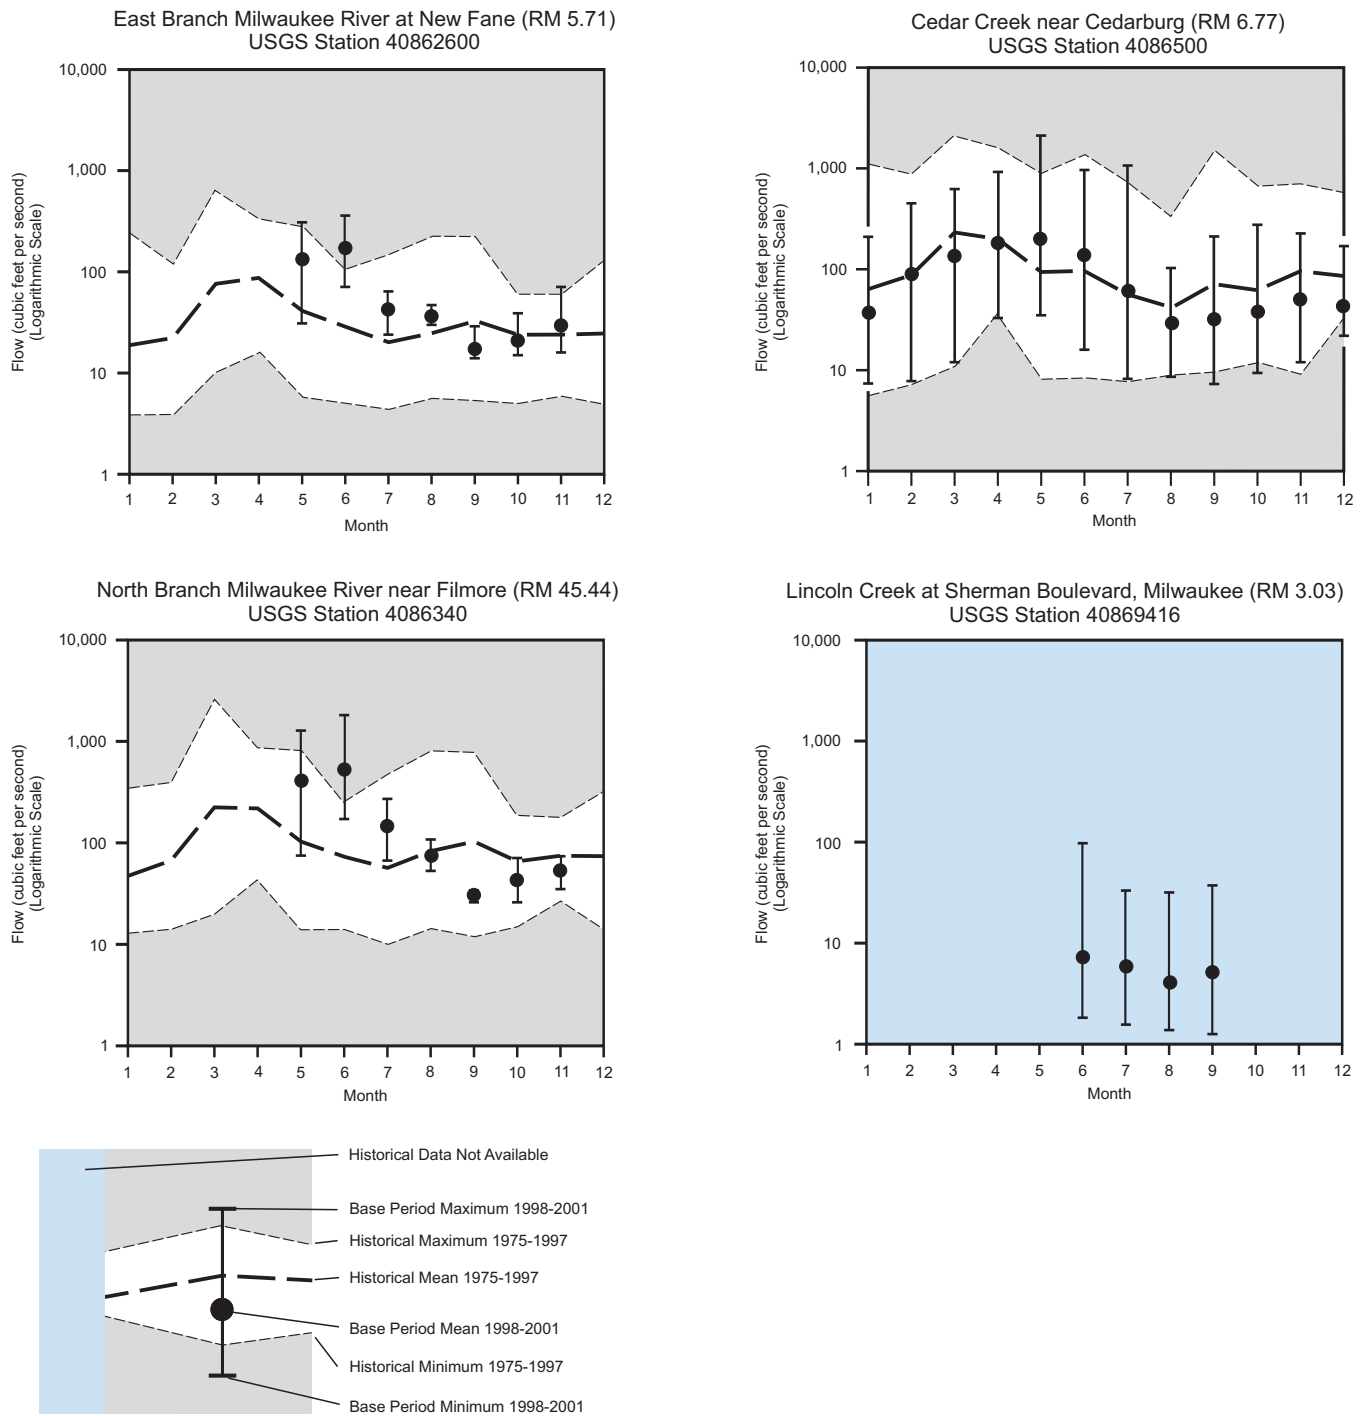 East Branch Milwaukee River at New Fane (RM 5.71)
USGS Station 40862600
10,000
1,000
100
10
1
Flow (cubic feet per second)
(Logarithmic Scale)
1 2 3 4 5 6 7 8 9 10 11 12
Month
Cedar Creek near Cedarburg (RM 6.77)
USGS Station 4086500
10,000
1,000
100
10
1
Flow (cubic feet per second)
(Logarithmic Scale)
1 2 3 4 5 6 7 8 9 10 11 12
Month
North Branch Milwaukee River near Filmore (RM 45.44)
USGS Station 4086340
10,000
1,000
100
10
1
Flow (cubic feet per second)
(Logarithmic Scale)
1 2 3 4 5 6 7 8 9 10 11 12
Month
Lincoln Creek at Sherman Boulevard, Milwaukee (RM 3.03)
USGS Station 40869416
10,000
1,000
100
10
1
Flow (cubic feet per second)
(Logarithmic Scale)
1 2 3 4 5 6 7 8 9 10 11 12
Month
Historical Data Not Available
Base Period Maximum 1998-2001
Historical Maximum 1975-1997
Historical Mean 1975-1997
Base Period Mean 1998-2001
Historical Minimum 1975-1997
Base Period Minimum 1998-2001